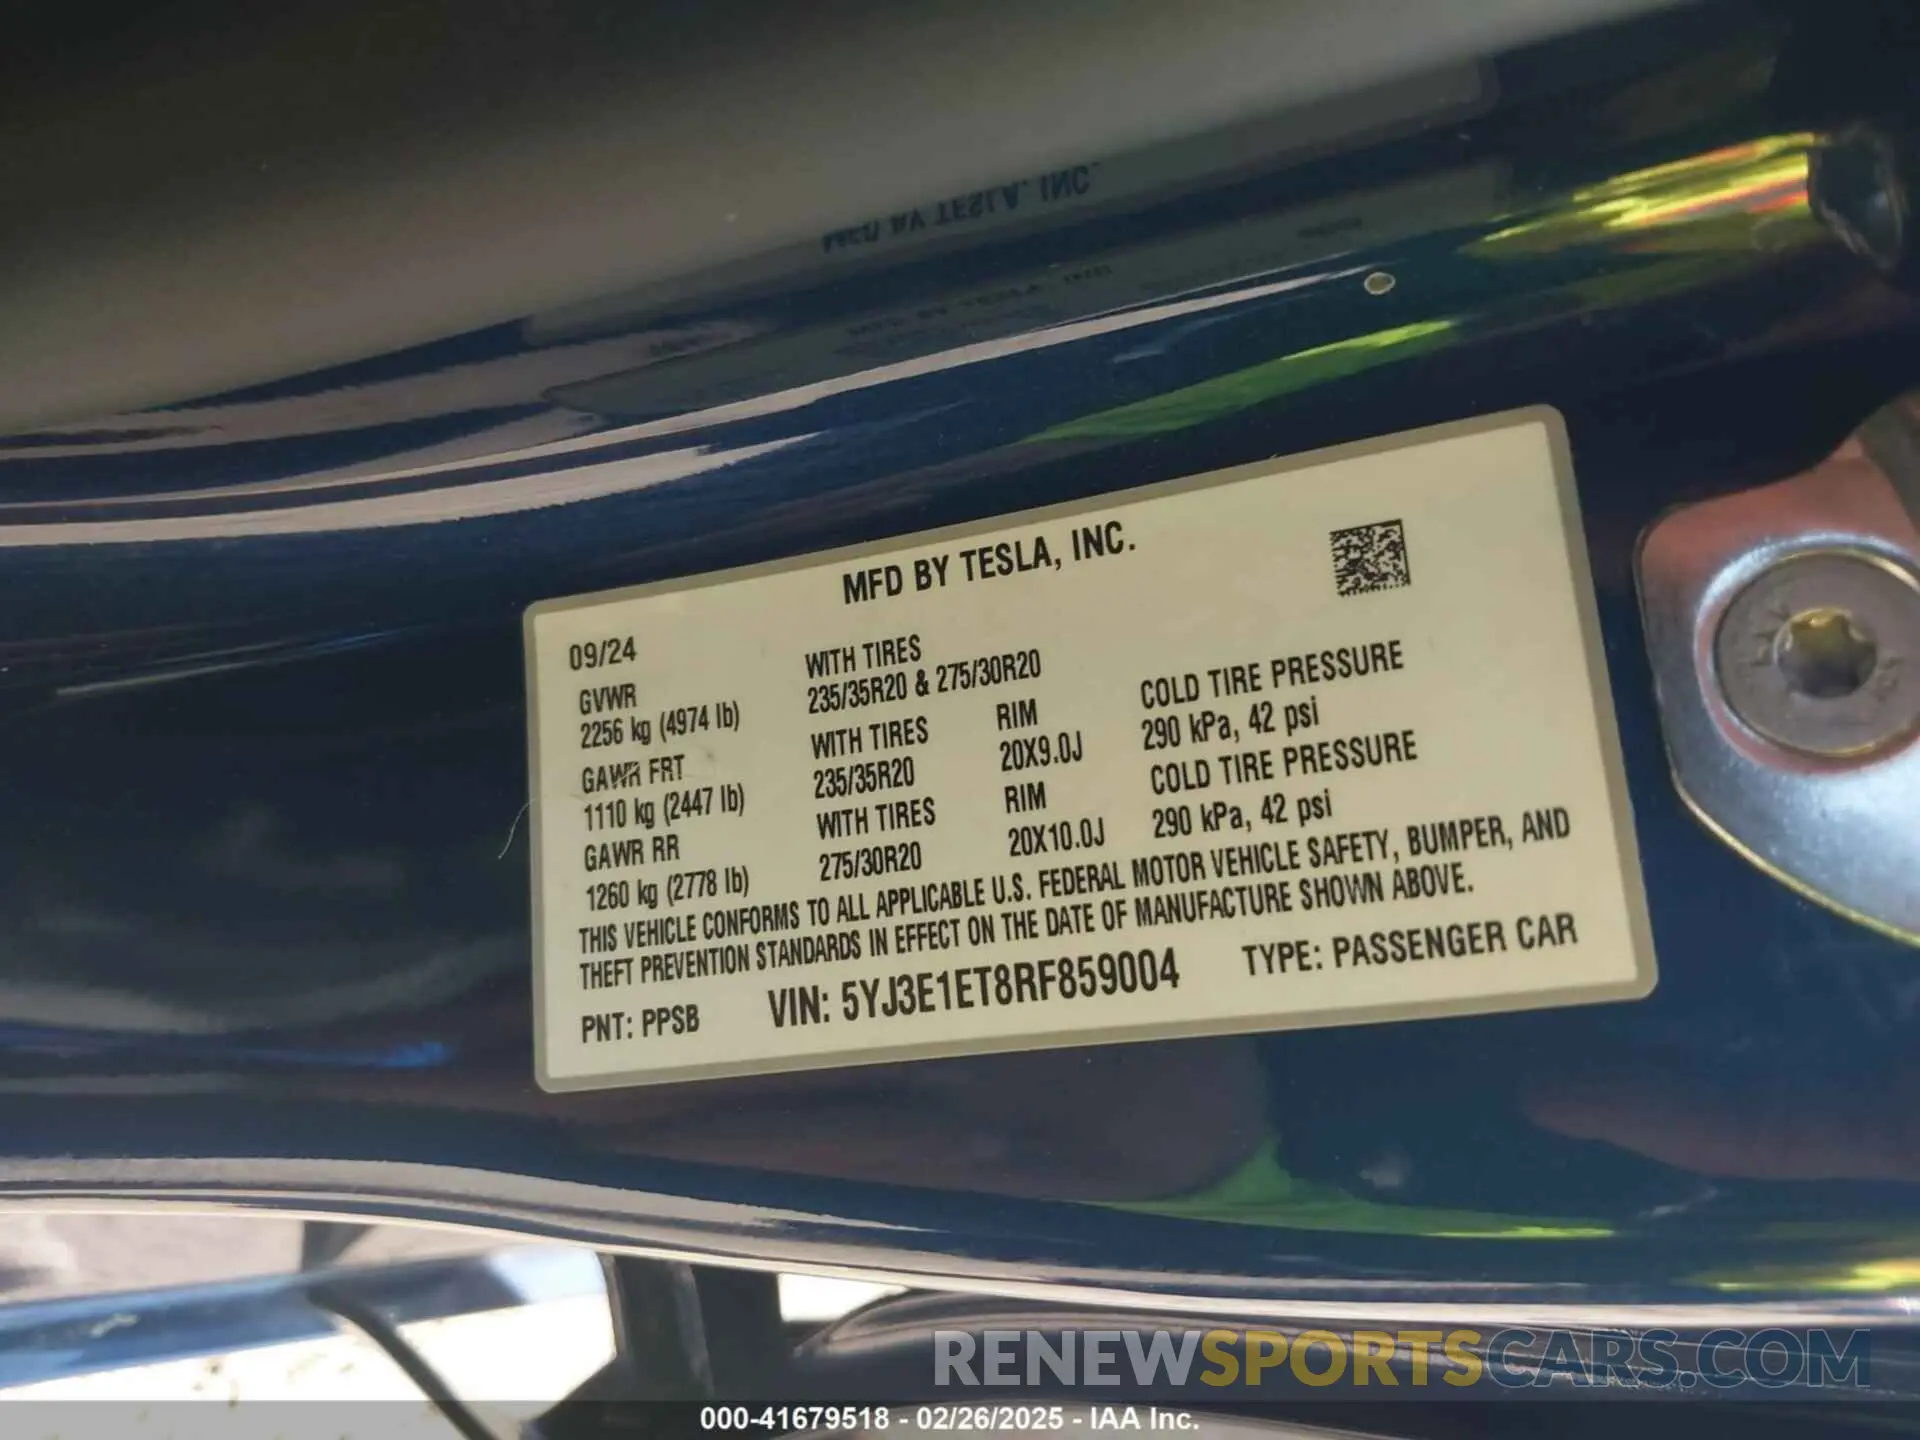 MFD BY TESLA, INC.
09/24
GVWR
2256 kg (4974 lb)
GAWR FRT
1110 kg (2447 lb)
GAWR RR
1260 kg (2778 lb)
WITH TIRES
235/35R20 & 275/30R20
WITH TIRES
235/35R20
WITH TIRES
275/30R20
RIM
20X9.0J
RIM
20X10.0J
COLD TIRE PRESSURE
290 kPa, 42 psi
COLD TIRE PRESSURE
290 kPa, 42 psi
THIS VEHICLE CONFORMS TO ALL APPLICABLE U.S. FEDERAL MOTOR VEHICLE SAFETY, BUMPER, AND
THEFT PREVENTION STANDARDS IN EFFECT ON THE DATE OF MANUFACTURE SHOWN ABOVE.
PNT: PPSB
VIN: 5YJ3E1ET8RF859004
TYPE: PASSENGER CAR
RENEWSPORTSCARS.COM
000-41679518 - 02/26/2025 - IAA Inc.